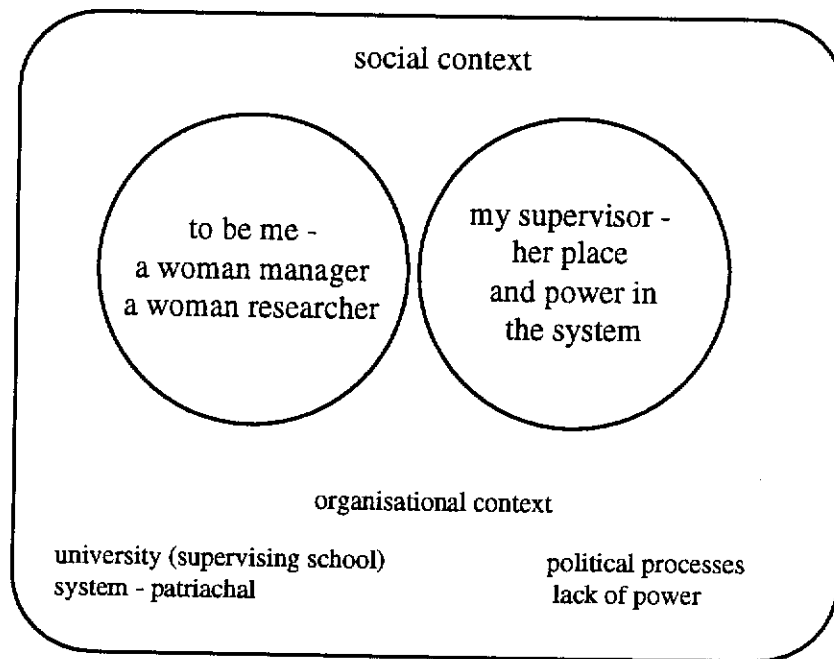 social context
to be me -
a woman manager
a woman researcher
my supervisor -
her place
and power in
the system
organisational context
university (supervising school)
system - patriachal
political processes
lack of power